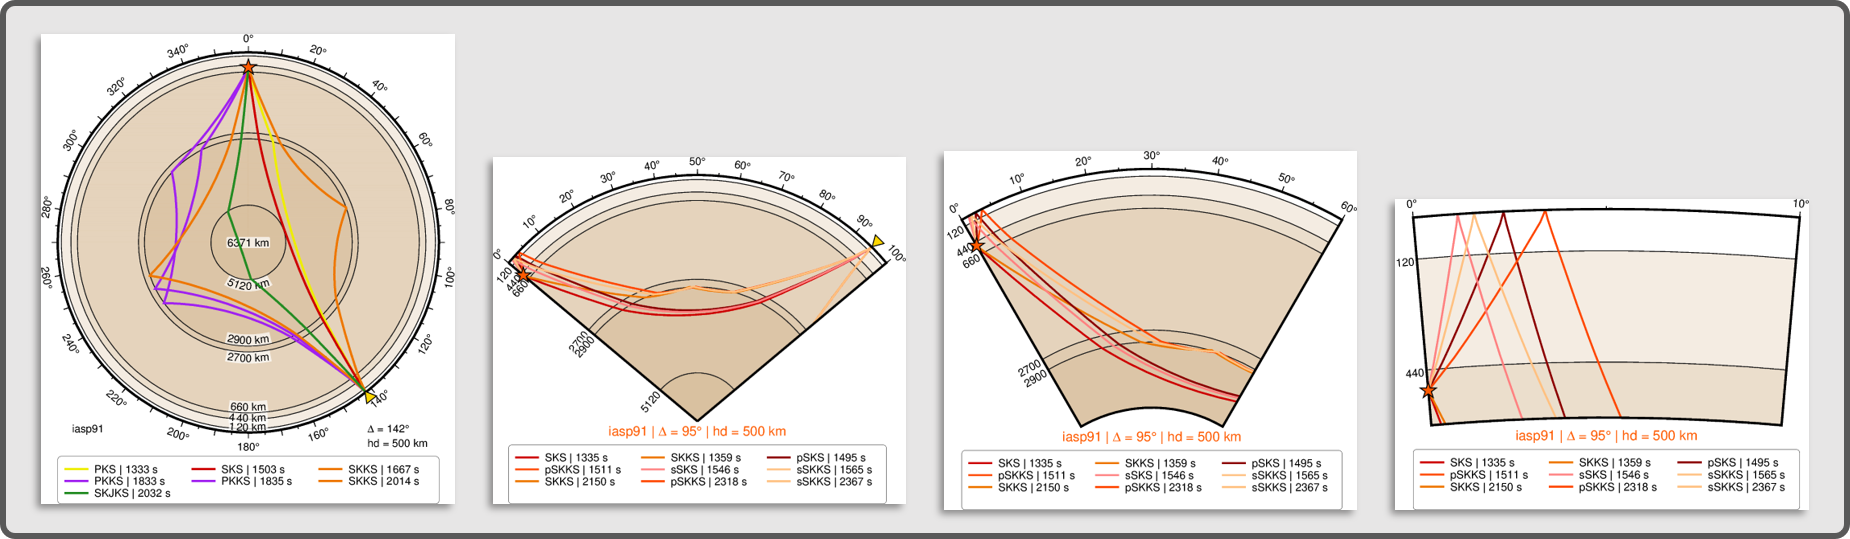 0°
20°
40°
60°
80°
100°
120°
140°
160°
180°
200°
220°
240°
260°
280°
300°
320°
340°
6371 km
5120 km
2900 km
2700 km
660 km
440 km
120 km
iasp91
Δ = 142°
hd = 500 km
PKS | 1333 s SKS | 1503 s SKKS | 1667 s
PKKS | 1833 s PKKS | 1835 s SKKS | 2014 s
SKJKS | 2032 s
0°
10°
20°
30°
40°
50°
60°
70°
80°
90°
100°
120
440
660
2700
2900
5120
iasp91 | Δ = 95° | hd = 500 km
SKS | 1335 s SKKS | 1359 s pSKS | 1495 s
pSKKS | 1511 s sSKS | 1546 s sSKKS | 1565 s
SKKS | 2150 s pSKKS | 2318 s sSKKS | 2367 s
0°
10°
20°
30°
40°
50°
60°
120
440
660
2700
2900
iasp91 | Δ = 95° | hd = 500 km
SKS | 1335 s SKKS | 1359 s pSKS | 1495 s
pSKKS | 1511 s sSKS | 1546 s sSKKS | 1565 s
SKKS | 2150 s pSKKS | 2318 s sSKKS | 2367 s
0°
10°
120
440
iasp91 | Δ = 95° | hd = 500 km
SKS | 1335 s SKKS | 1359 s pSKS | 1495 s
pSKKS | 1511 s sSKS | 1546 s sSKKS | 1565 s
SKKS | 2150 s pSKKS | 2318 s sSKKS | 2367 s